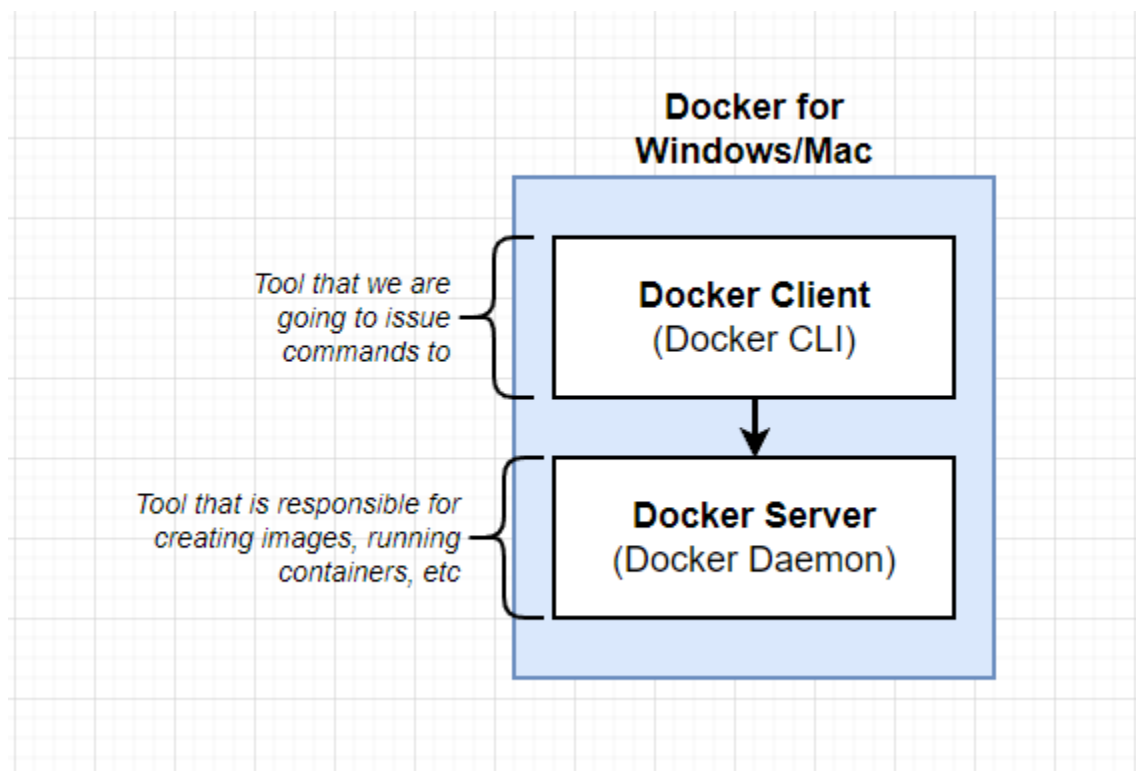 Docker for
Windows/Mac
Tool that we are
going to issue
commands to
Docker Client
(Docker CLI)
Tool that is responsible for
creating images, running
containers, etc
Docker Server
(Docker Daemon)